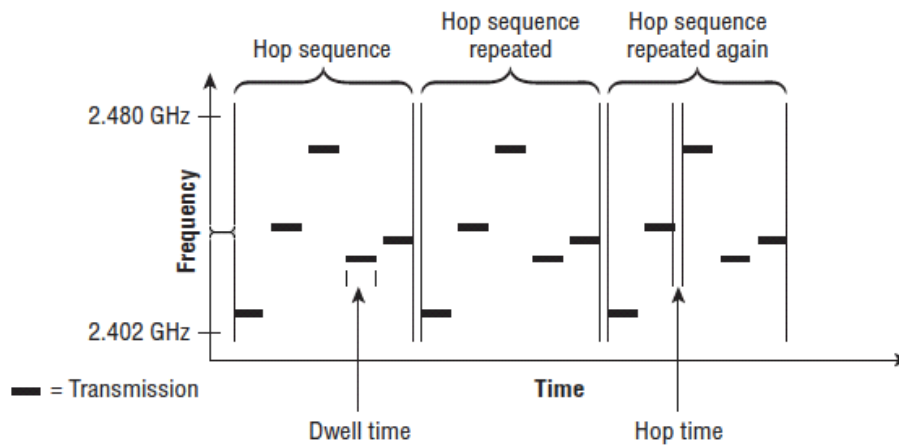 Hop sequence
Hop sequence
repeated
Hop sequence
repeated again
2.480 GHz
Frequency
2.402 GHz
= Transmission
Time
Dwell time
Hop time